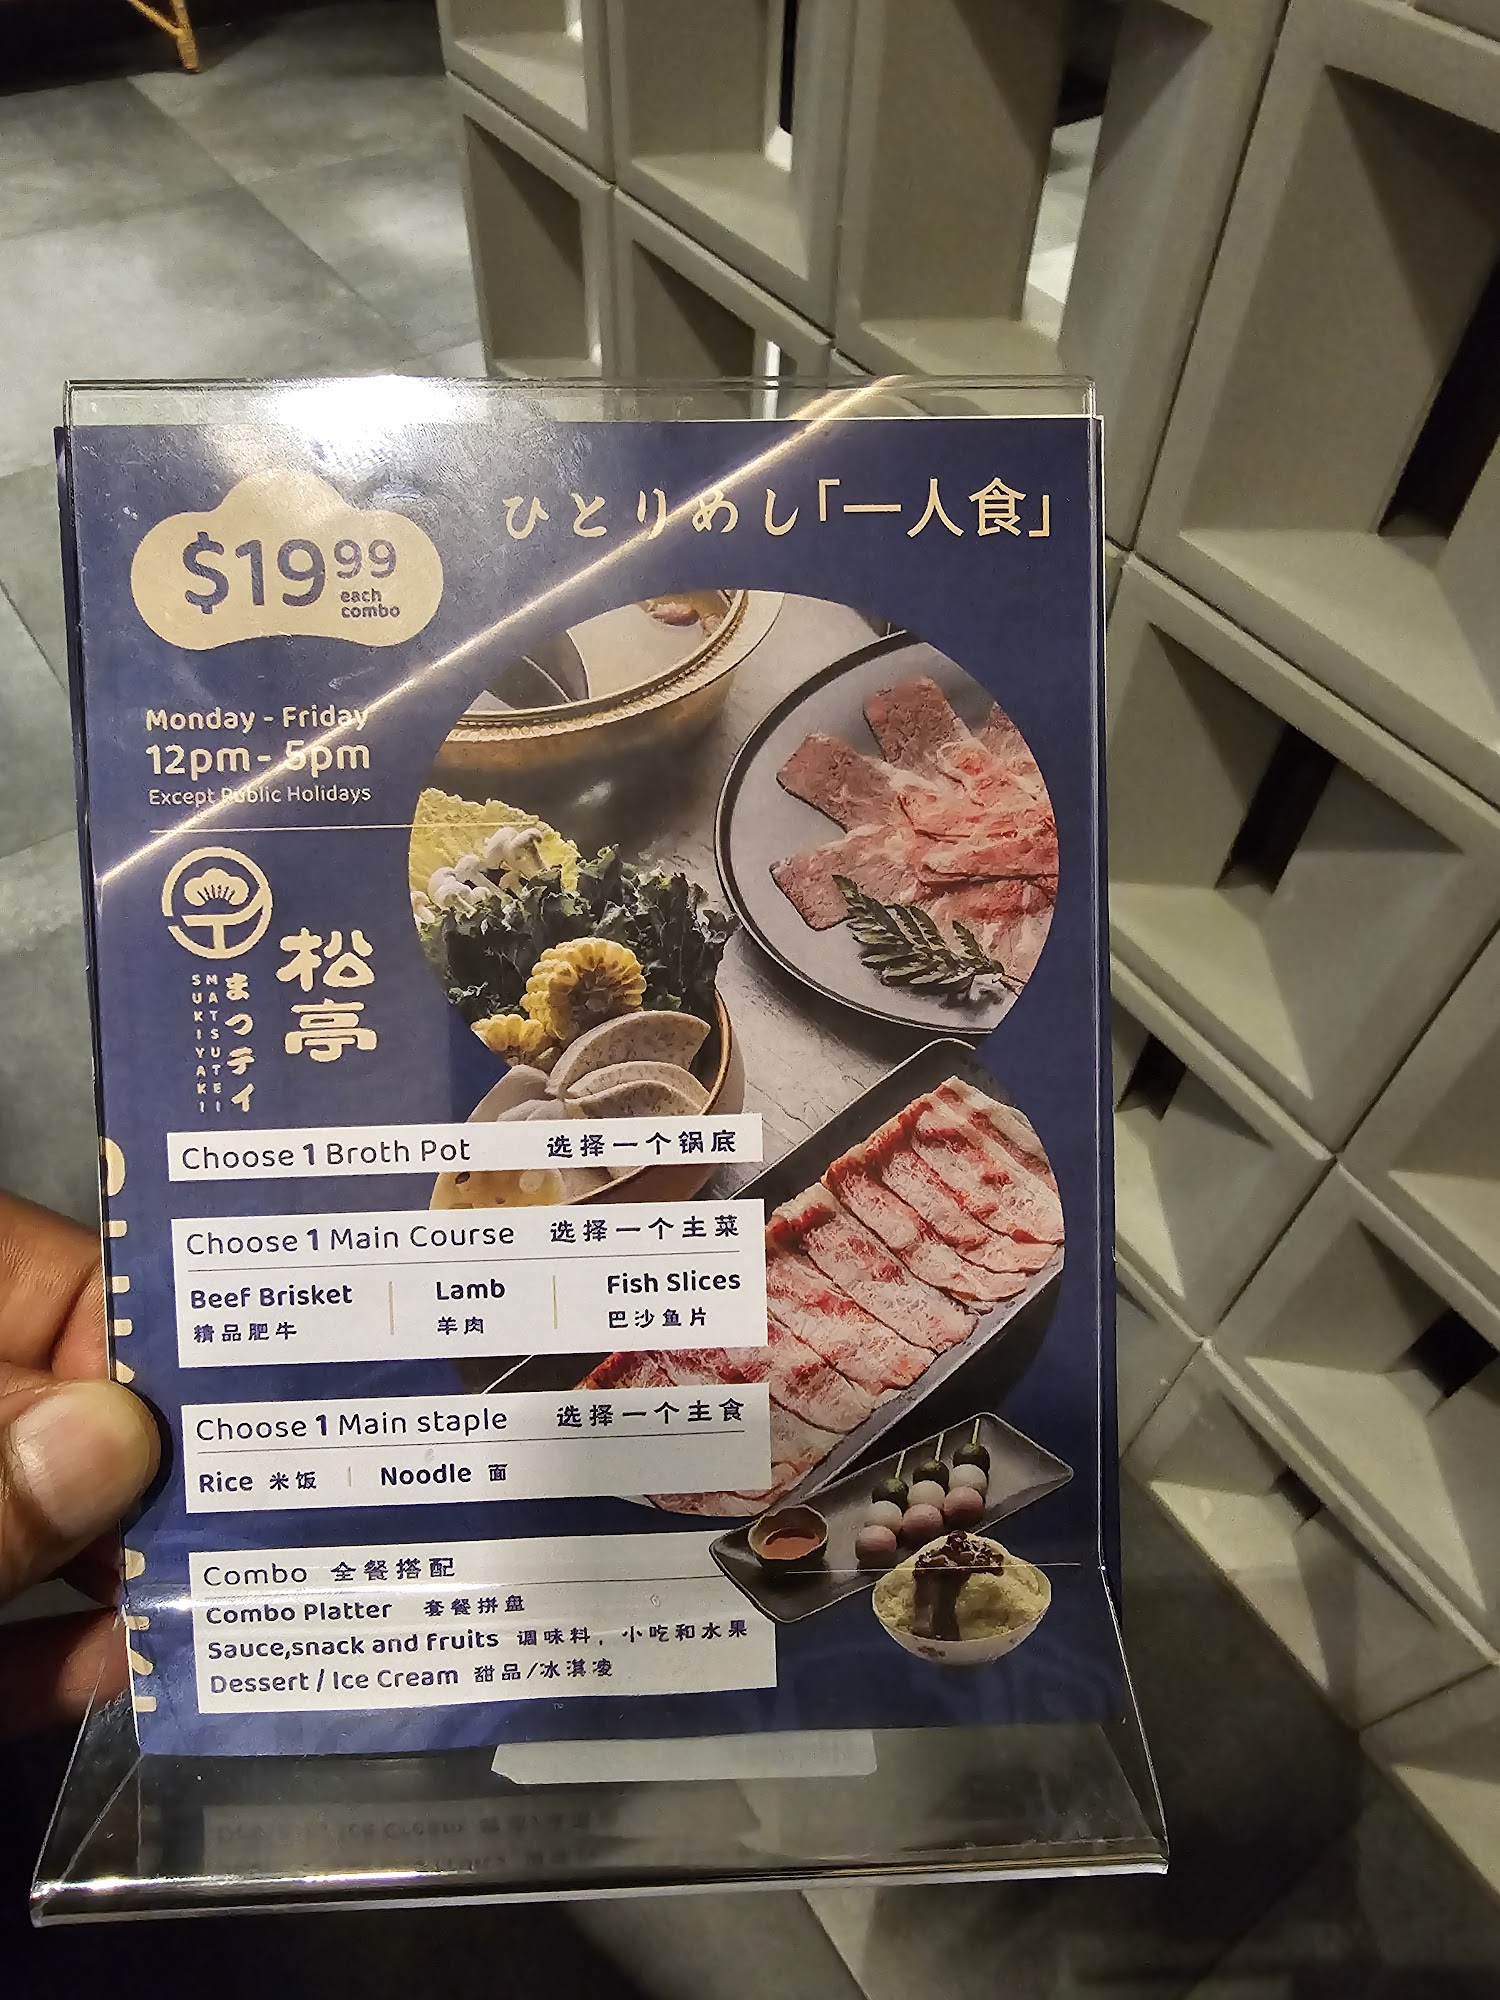 $19 99
each
combo
ひとりめし「一人食」
Monday - Friday
12pm - 5pm
Except Public Holidays
松亭
まつテイ
MATSUTEI
SUKIYAKI
Choose 1 Broth Pot 选择一个锅底
Choose 1 Main Course 选择一个主菜
Beef Brisket Lamb Fish Slices
精品肥牛 羊肉 巴沙鱼片
Choose 1 Main staple 选择一个主食
Rice 米饭 Noodle 面
Combo 全餐搭配
Combo Platter 套餐拼盘
Sauce,snack and fruits 调味料，小吃和水果
Dessert / Ice Cream 甜品/冰淇凌